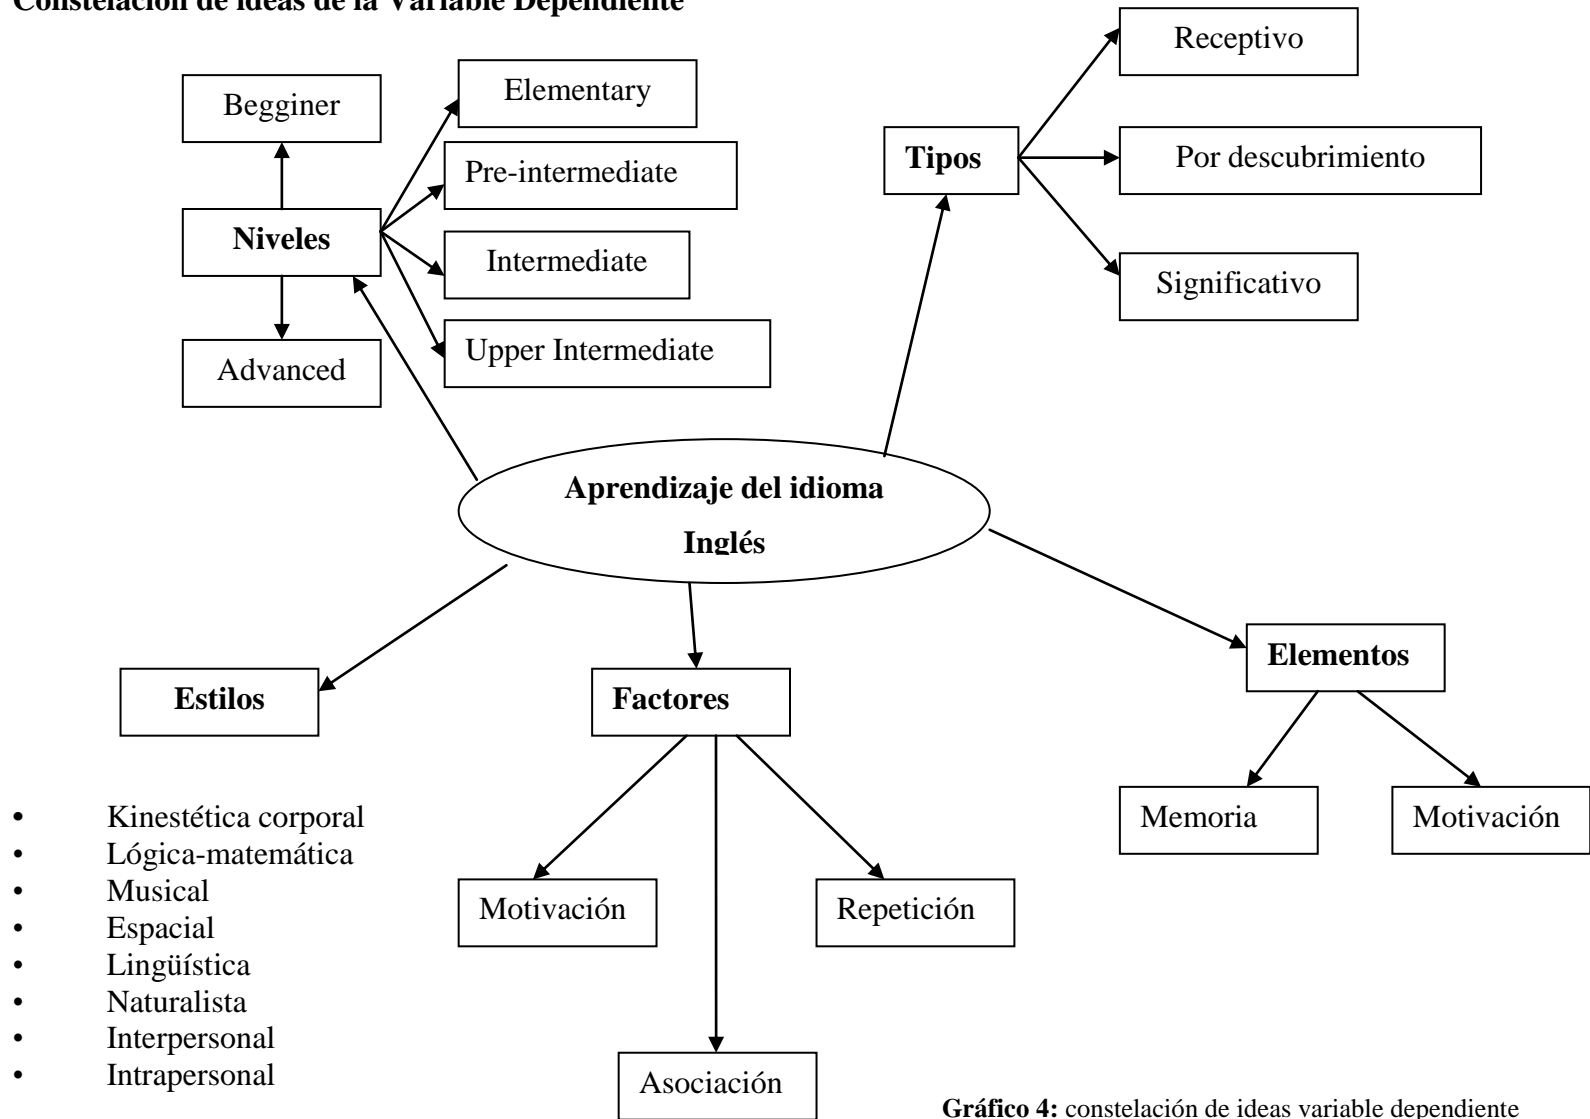 Constelación de ideas de la Variable Dependiente
Begginer
Elementary
Pre-intermediate
Niveles
Intermediate
Advanced
Upper Intermediate
Receptivo
Tipos
Por descubrimiento
Significativo
Aprendizaje del idioma
Inglés
Estilos
Factores
Elementos
• Kinestética corporal
• Lógica-matemática
• Musical
• Espacial
• Lingüística
• Naturalista
• Interpersonal
• Intrapersonal
Motivación
Repetición
Asociación
Memoria
Motivación
Gráfico 4: constelación de ideas variable dependiente